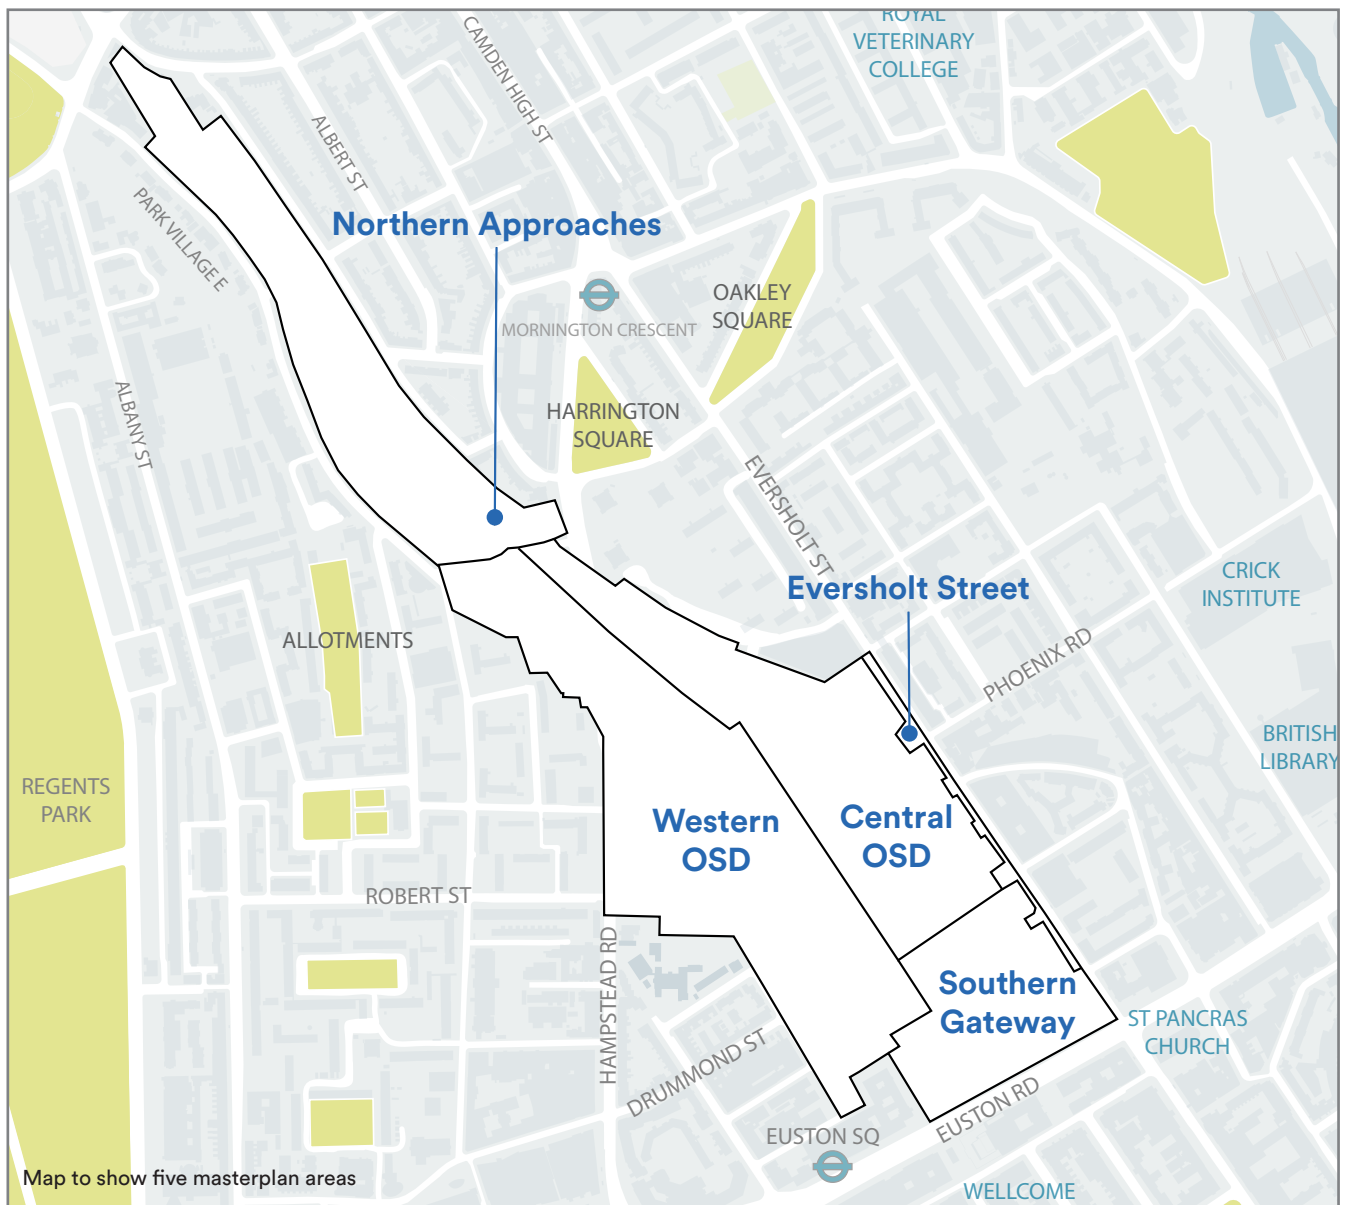 ROYAL
VETERINARY
COLLEGE
CAMDEN HIGH ST
ALBERT ST
PARK VILLAGE E
Northern Approaches
OAKLEY
SQUARE
MORNINGTON CRESCENT
ALBANY ST
HARRINGTON
SQUARE
EVERSHOLT ST
Eversholt Street
CRICK
INSTITUTE
ALLOTMENTS
PHOENIX RD
BRITISH
LIBRARY
REGENTS
PARK
Western
OSD
Central
OSD
ROBERT ST
HAMPSTEAD RD
Southern
Gateway
ST PANCRAS
CHURCH
DRUMMOND ST
EUSTON RD
EUSTON SQ
Map to show five masterplan areas
WELLCOME